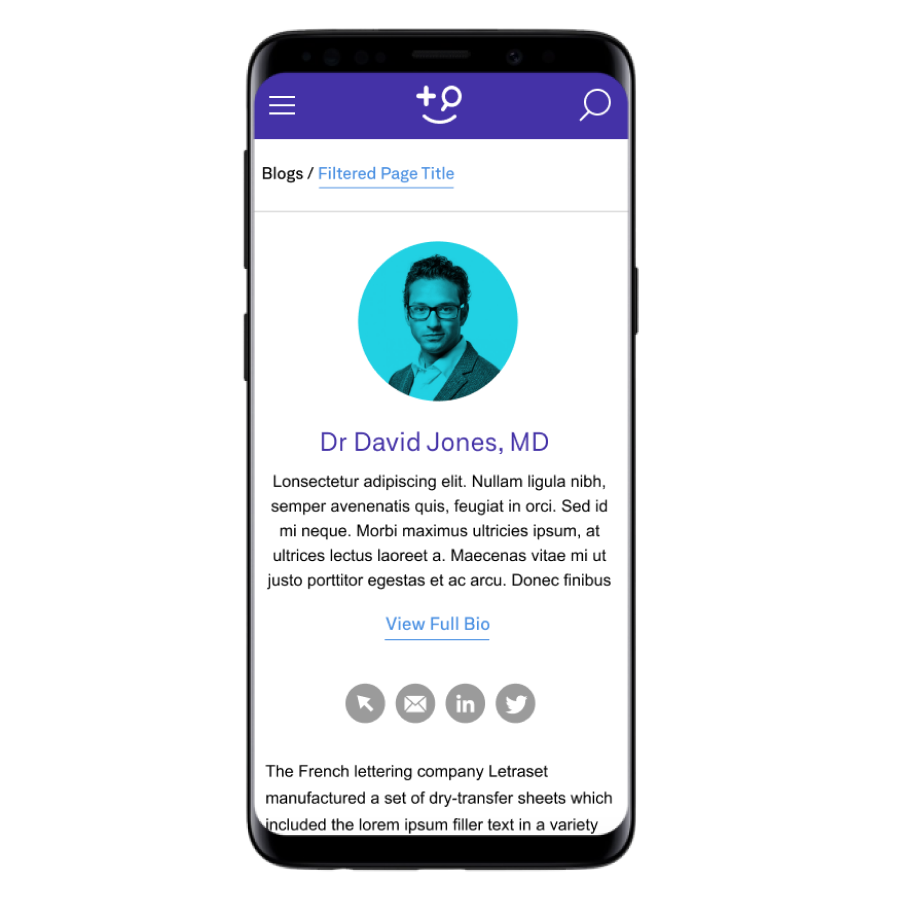 Blogs / Filtered Page Title
Dr David Jones, MD
Lonsectetur adipiscing elit. Nullam ligula nibh,
semper avenenatis quis, feugiat in orci. Sed id
mi neque. Morbi maximus ultricies ipsum, at
ultrices lectus laoreet a. Maecenas vitae mi ut
justo porttitor egestas et ac arcu. Donec finibus
View Full Bio
in
The French lettering company Letraset
manufactured a set of dry-transfer sheets which
included the lorem ipsum filler text in a variety